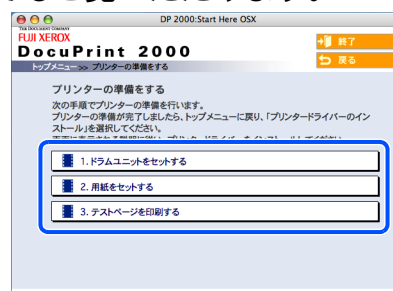 DP 2000:Start Here OSX
THE DOCUMENT COMPANY
FUJI XEROX
DocuPrint 2000
終了
戻る
トップメニュー>> プリンターの準備をする
プリンターの準備をする
次の手順でプリンターの準備を行います。
プリンターの準備が完了しましたら、トップメニューに戻り、「プリンタードライバーのイン
ストール」を選択してください。
1. ドラムユニットをセットする
2. 用紙をセットする
3. テストページを印刷する